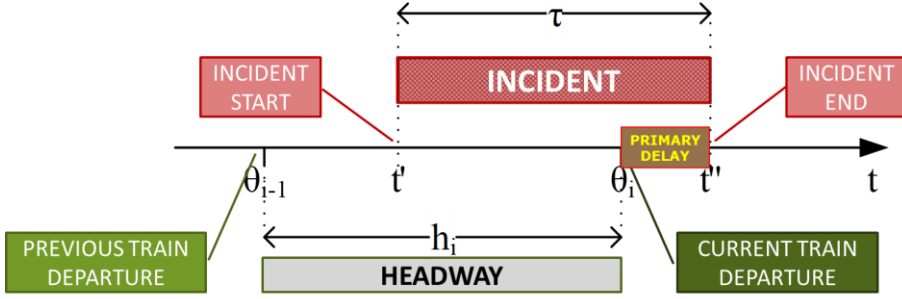 τ
INCIDENT
INCIDENT
START
INCIDENT
END
PRIMARY
DELAY
θi-1
t'
θi
t"
t
hi
PREVIOUS TRAIN
DEPARTURE
HEADWAY
CURRENT TRAIN
DEPARTURE